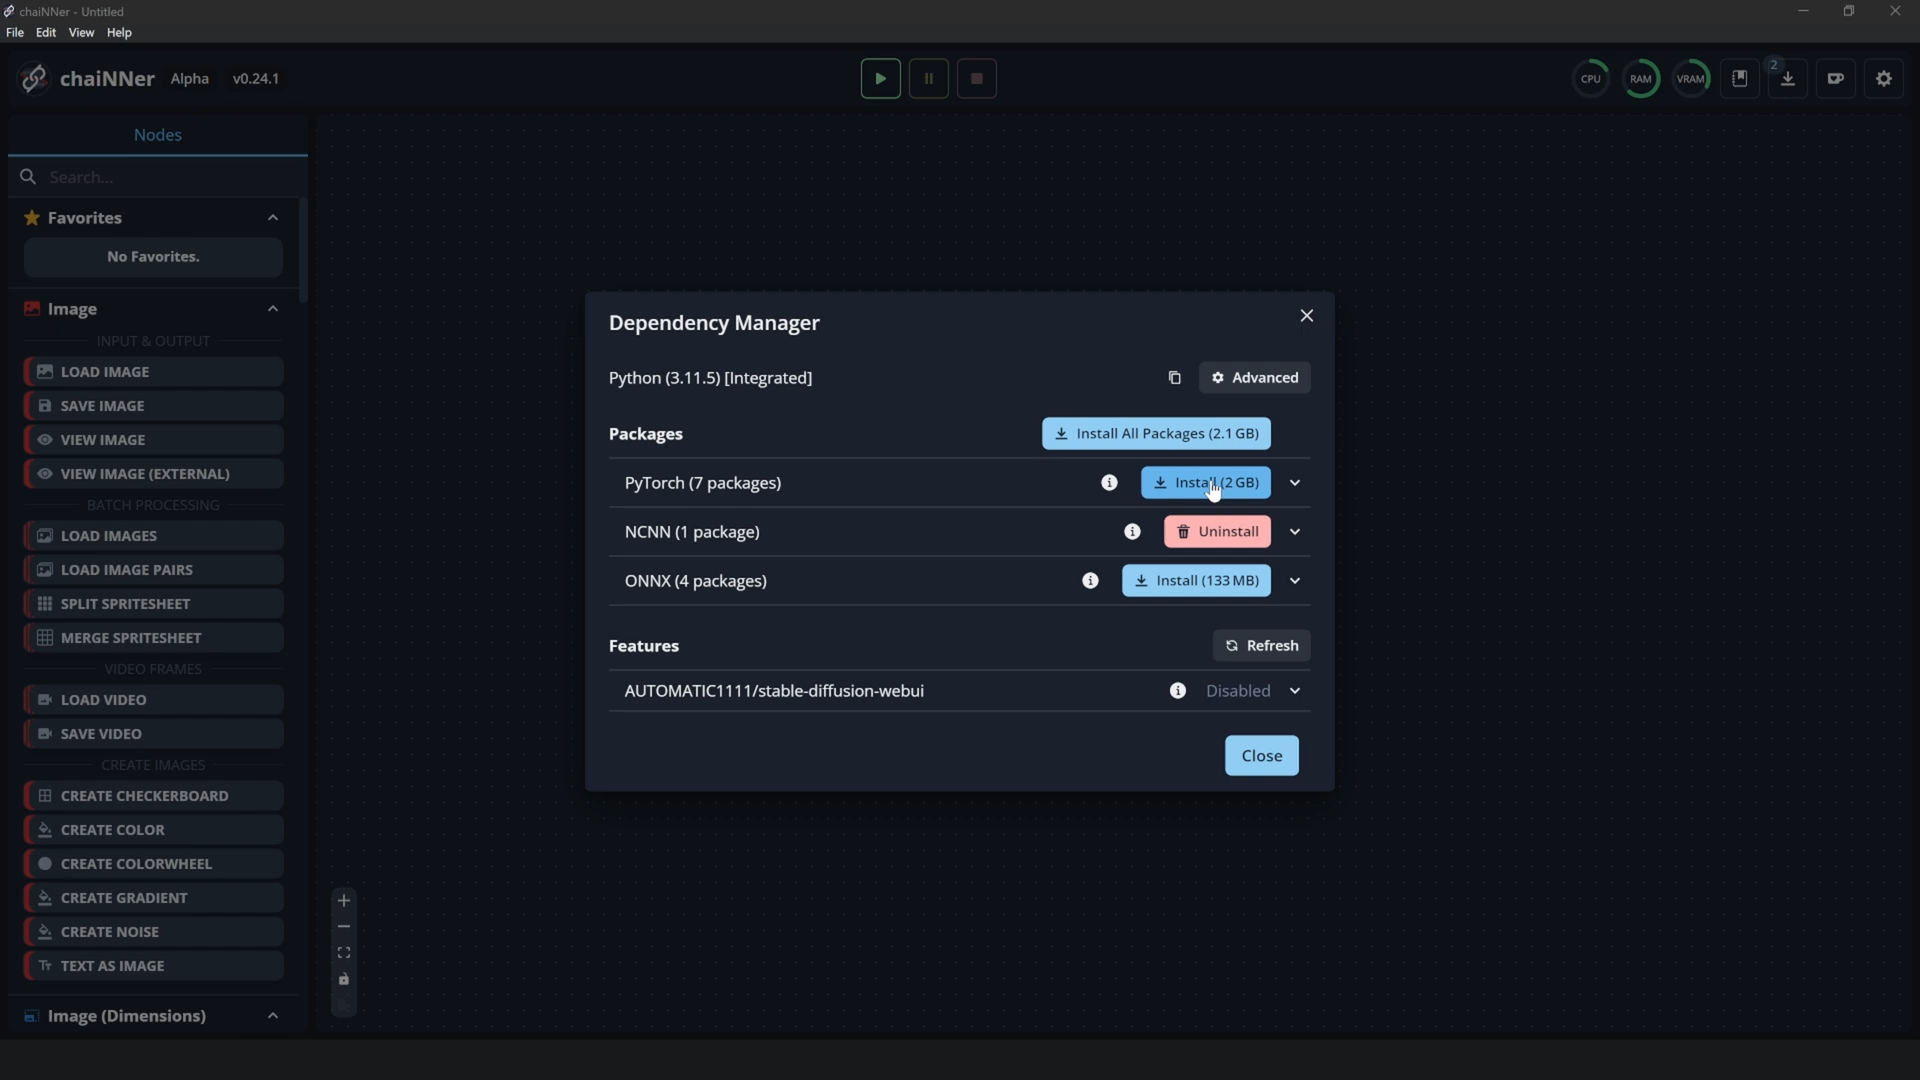 chaiNNer - Untitled
File Edit View Help
chaiNNer Alpha v0.24.1
CPU RAM VRAM 2
Nodes
Search...
Favorites
No Favorites.
Image
INPUT & OUTPUT
LOAD IMAGE
SAVE IMAGE
VIEW IMAGE
VIEW IMAGE (EXTERNAL)
BATCH PROCESSING
LOAD IMAGES
LOAD IMAGE PAIRS
SPLIT SPRITESHEET
MERGE SPRITESHEET
VIDEO FRAMES
LOAD VIDEO
SAVE VIDEO
CREATE IMAGES
CREATE CHECKERBOARD
CREATE COLOR
CREATE COLORWHEEL
CREATE GRADIENT
CREATE NOISE
TEXT AS IMAGE
Image (Dimensions)
Dependency Manager
Python (3.11.5) [Integrated] Advanced
Packages Install All Packages (2.1 GB)
PyTorch (7 packages) Install (2 GB)
NCNN (1 package) Uninstall
ONNX (4 packages) Install (133 MB)
Features Refresh
AUTOMATIC1111/stable-diffusion-webui Disabled
Close